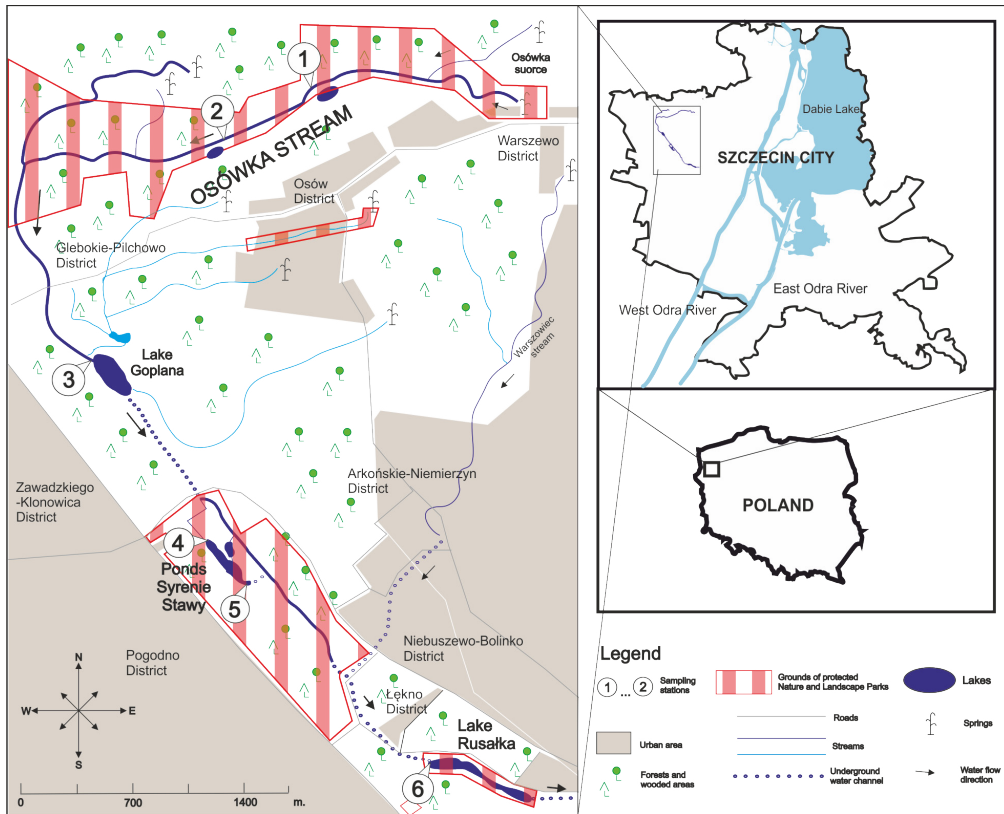 1
Osówka
suorce
2
OSÓWKA STREAM
Warszewo
District
Osów
District
Głebokie-Pilchowo
District
Warszowiec
stream
3
Lake
Goplana
Arkońskie-Niemierzyn
District
Zawadzkiego
-Klonowica
District
4
Ponds
Syrenie
Stawy
5
Niebuszewo-Bolinko
District
Pogodno
District
Łękno
District
Lake
Rusałka
6
N
W
E
S
0
700
1400
m.
Dabie Lake
SZCZECIN CITY
East Odra River
West Odra River
POLAND
Legend
1 ... 2
Sampling
stations
Grounds of protected
Nature and Landscape Parks
Lakes
Urban area
Roads
Streams
Springs
Forests and
wooded areas
Underground
water channel
Water flow
direction